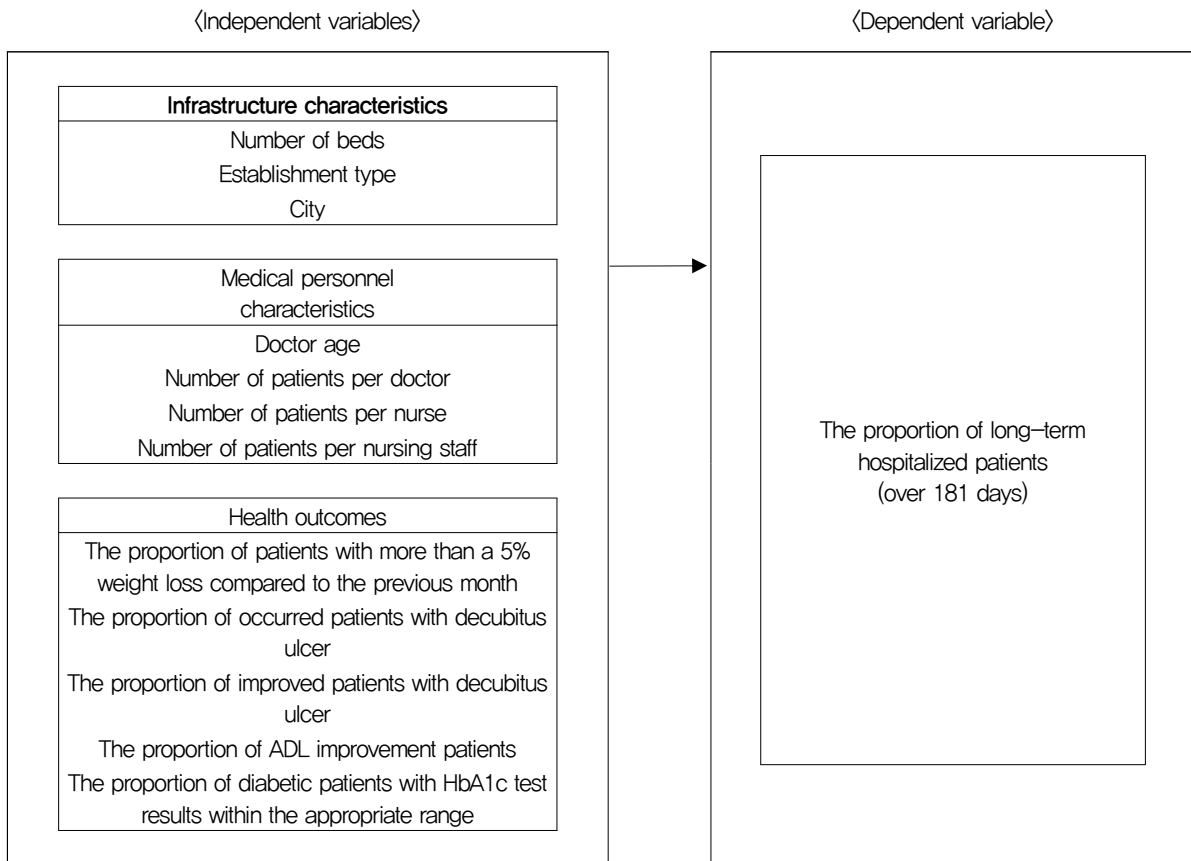 〈Independent variables〉
〈Dependent variable〉
Infrastructure characteristics
Number of beds
Establishment type
City
Medical personnel
characteristics
Doctor age
Number of patients per doctor
Number of patients per nurse
Number of patients per nursing staff
Health outcomes
The proportion of patients with more than a 5%
weight loss compared to the previous month
The proportion of occurred patients with decubitus
ulcer
The proportion of improved patients with decubitus
ulcer
The proportion of ADL improvement patients
The proportion of diabetic patients with HbA1c test
results within the appropriate range
The proportion of long−term
hospitalized patients
(over 181 days)